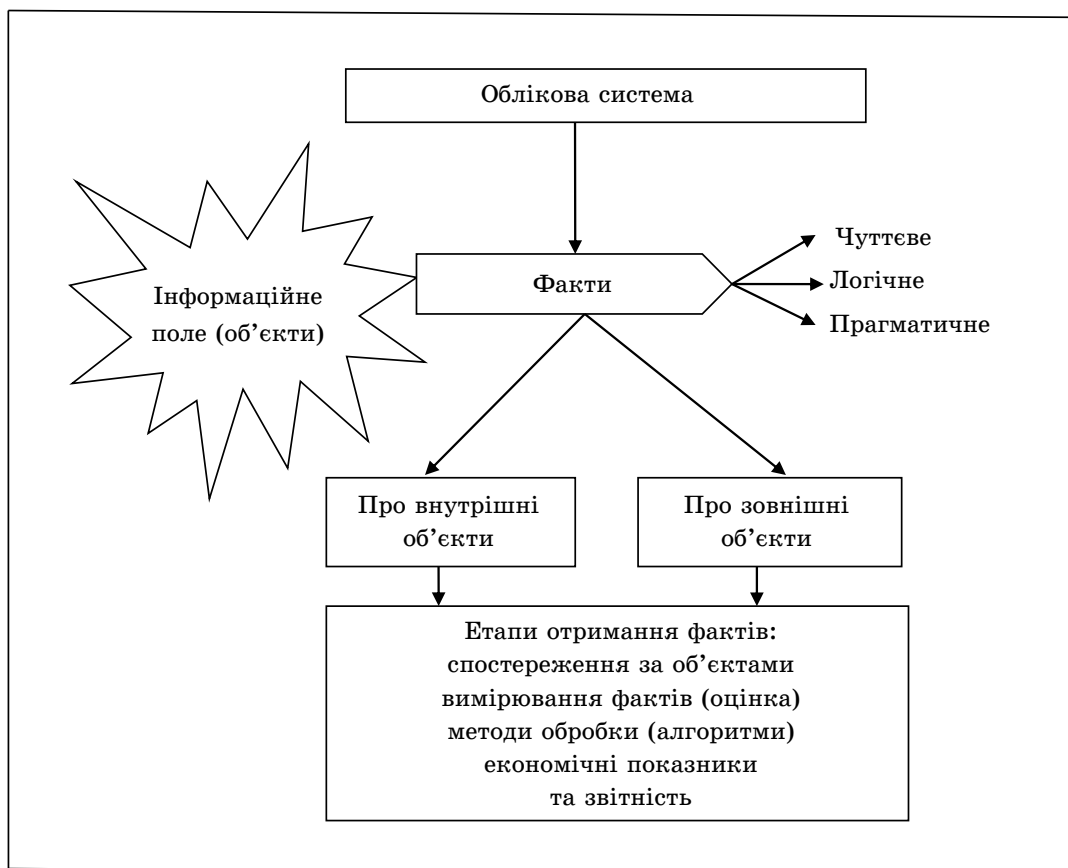 Облікова система
Інформаційне
поле (об’єкти)
Факти
Чуттєве
Логічне
Прагматичне
Про внутрішні
об’єкти
Про зовнішні
об’єкти
Етапи отримання фактів:
спостереження за об’єктами
вимірювання фактів (оцінка)
методи обробки (алгоритми)
економічні показники
та звітність